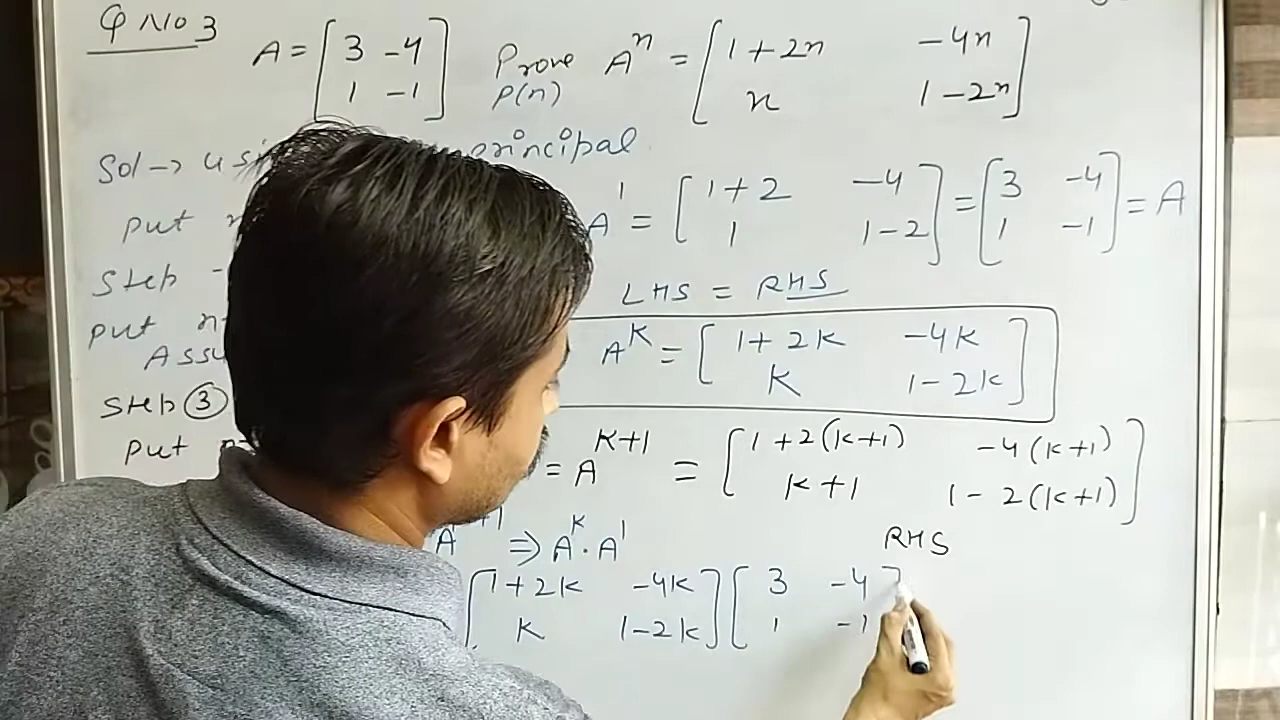 Q No 3
A = [3 -4; 1 -1] Prove Aⁿ = [1+2n -4n; n 1-2n]
P(n)
Sol → principal
put A¹ = [1+2 -4; 1 1-2] = [3 -4; 1 -1] = A
Step
LHS = RHS
put
Aᴷ = [1+2K -4K; K 1-2K]
Step ③
put = Aᴷ⁺¹ = [1+2(K+1) -4(K+1); K+1 1-2(K+1)]
A ⇒ Aᴷ·A¹ RHS
[1+2K -4K; K 1-2K] [3 -4; 1 -1]